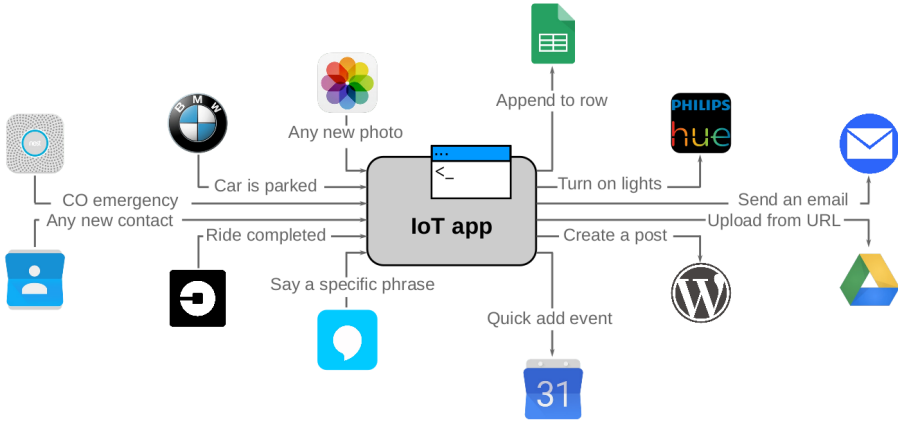 Append to row
PHILIPS
hue
BMW
Any new photo
nest
Car is parked
<_
Turn on lights
CO emergency
Send an email
Any new contact
IoT app
Upload from URL
Ride completed
Create a post
Say a specific phrase
W
Quick add event
31